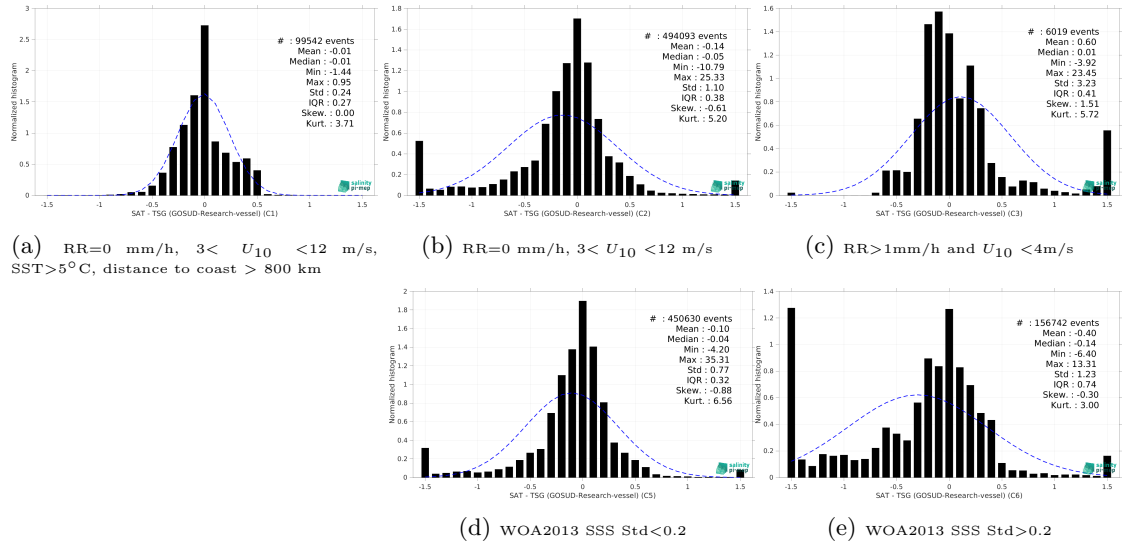 3
2.5
2
1.5
1
0.5
0
-1.5
-1
-0.5
0
0.5
1
1.5
Normalized histogram
SAT - TSG (GOSUD-Research-vessel) (C1)
# : 99542 events
Mean : -0.01
Median : -0.01
Min : -1.44
Max : 0.95
Std : 0.24
IQR : 0.27
Skew. : 0.00
Kurt. : 3.71
salinity
pi-mep
(a) RR=0 mm/h, 3< U10 <12 m/s,
SST>5°C, distance to coast > 800 km
1.8
1.6
1.4
1.2
1
0.8
0.6
0.4
0.2
0
-1.5
-1
-0.5
0
0.5
1
1.5
Normalized histogram
SAT - TSG (GOSUD-Research-vessel) (C2)
# : 494093 events
Mean : -0.14
Median : -0.05
Min : -10.79
Max : 25.33
Std : 1.10
IQR : 0.38
Skew. : -0.61
Kurt. : 5.20
salinity
pi-mep
(b) RR=0 mm/h, 3< U10 <12 m/s
1.6
1.4
1.2
1
0.8
0.6
0.4
0.2
0
-1.5
-1
-0.5
0
0.5
1
1.5
Normalized histogram
SAT - TSG (GOSUD-Research-vessel) (C3)
# : 6019 events
Mean : 0.60
Median : 0.01
Min : -3.92
Max : 23.45
Std : 3.23
IQR : 0.41
Skew. : 1.51
Kurt. : 5.72
salinity
pi-mep
(c) RR>1mm/h and U10 <4m/s
2
1.8
1.6
1.4
1.2
1
0.8
0.6
0.4
0.2
0
-1.5
-1
-0.5
0
0.5
1
1.5
Normalized histogram
SAT - TSG (GOSUD-Research-vessel) (C5)
# : 450630 events
Mean : -0.10
Median : -0.04
Min : -4.20
Max : 35.31
Std : 0.77
IQR : 0.32
Skew. : -0.88
Kurt. : 6.56
salinity
pi-mep
(d) WOA2013 SSS Std<0.2
1.4
1.2
1
0.8
0.6
0.4
0.2
0
-1.5
-1
-0.5
0
0.5
1
1.5
Normalized histogram
SAT - TSG (GOSUD-Research-vessel) (C6)
# : 156742 events
Mean : -0.40
Median : -0.14
Min : -6.40
Max : 13.31
Std : 1.23
IQR : 0.74
Skew. : -0.30
Kurt. : 3.00
salinity
pi-mep
(e) WOA2013 SSS Std>0.2